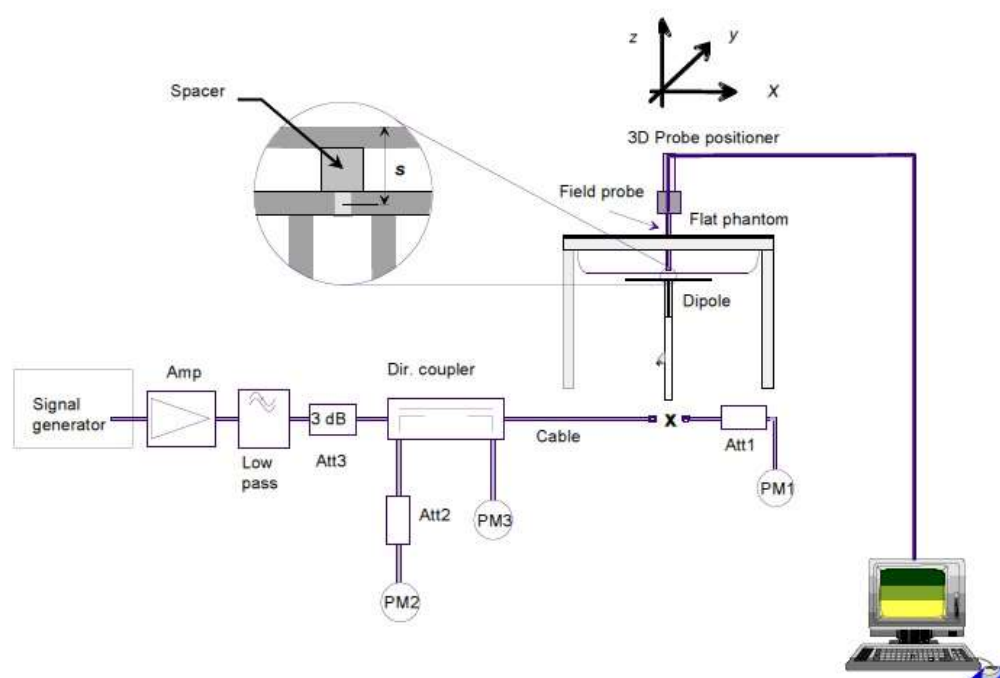 z
y
x
Spacer
s
3D Probe positioner
Field probe
Flat phantom
Dipole
Signal
generator
Amp
Low
pass
3 dB
Att3
Dir. coupler
Cable
x
Att1
PM1
Att2
PM3
PM2